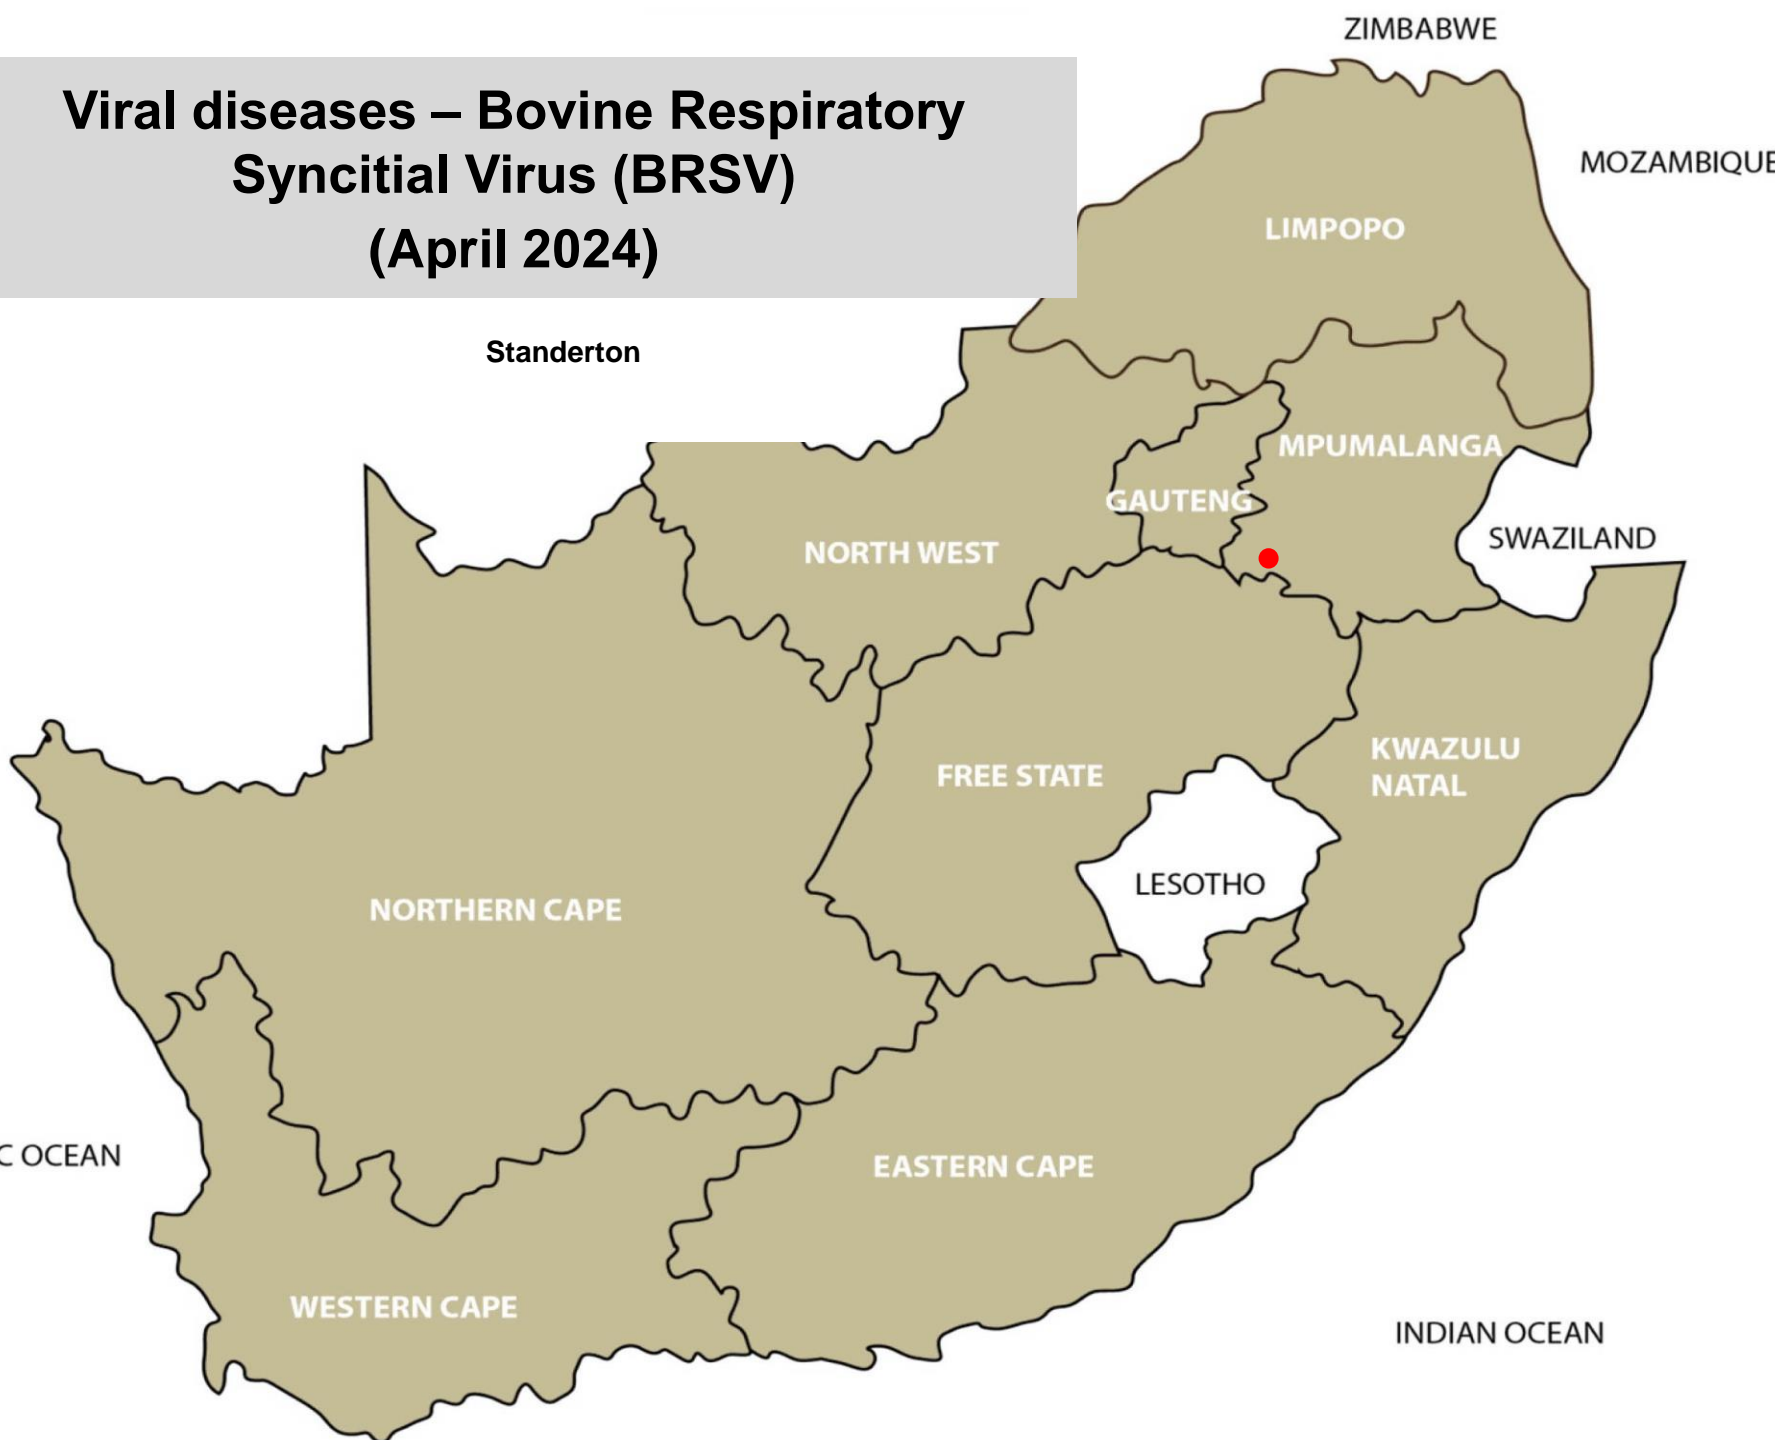 Viral diseases – Bovine Respiratory
Syncitial Virus (BRSV)
(April 2024)
Standerton
ZIMBABWE
MOZAMBIQUE
LIMPOPO
MPUMALANGA
GAUTENG
SWAZILAND
NORTH WEST
KWAZULU
NATAL
FREE STATE
LESOTHO
NORTHERN CAPE
C OCEAN
EASTERN CAPE
WESTERN CAPE
INDIAN OCEAN